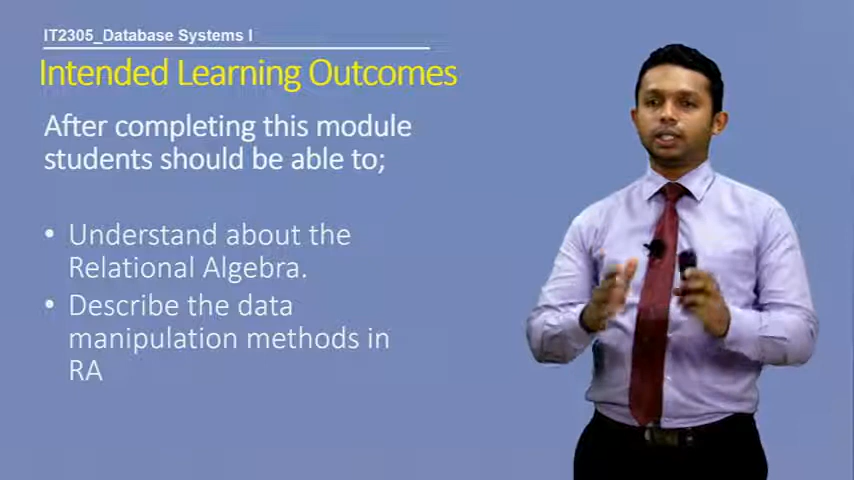 IT2305_Database Systems I
Intended Learning Outcomes
After completing this module
students should be able to;
• Understand about the
Relational Algebra.
• Describe the data
manipulation methods in
RA